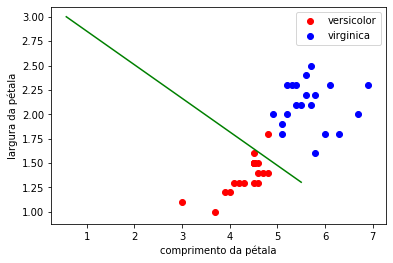 3.00
2.75
2.50
2.25
2.00
1.75
1.50
1.25
1.00
largura da pétala
versicolor
virginica
1 2 3 4 5 6 7
comprimento da pétala